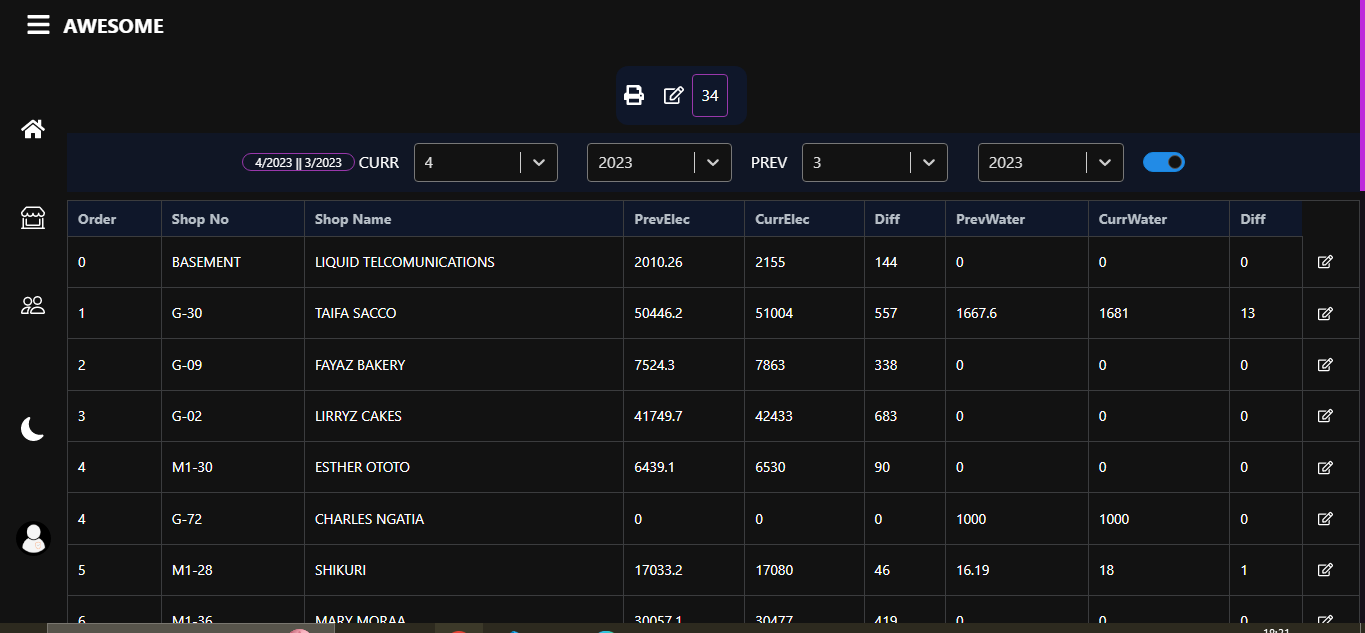 AWESOME
34
4/2023 || 3/2023 CURR 4 2023 PREV 3 2023
Order Shop No Shop Name PrevElec CurrElec Diff PrevWater CurrWater Diff
0 BASEMENT LIQUID TELCOMUNICATIONS 2010.26 2155 144 0 0 0
1 G-30 TAIFA SACCO 50446.2 51004 557 1667.6 1681 13
2 G-09 FAYAZ BAKERY 7524.3 7863 338 0 0 0
3 G-02 LIRRYZ CAKES 41749.7 42433 683 0 0 0
4 M1-30 ESTHER OTOTO 6439.1 6530 90 0 0 0
4 G-72 CHARLES NGATIA 0 0 0 1000 1000 0
5 M1-28 SHIKURI 17033.2 17080 46 16.19 18 1
6 M1-36 MARY MORAA 30057.1 30477 419 0 0 0